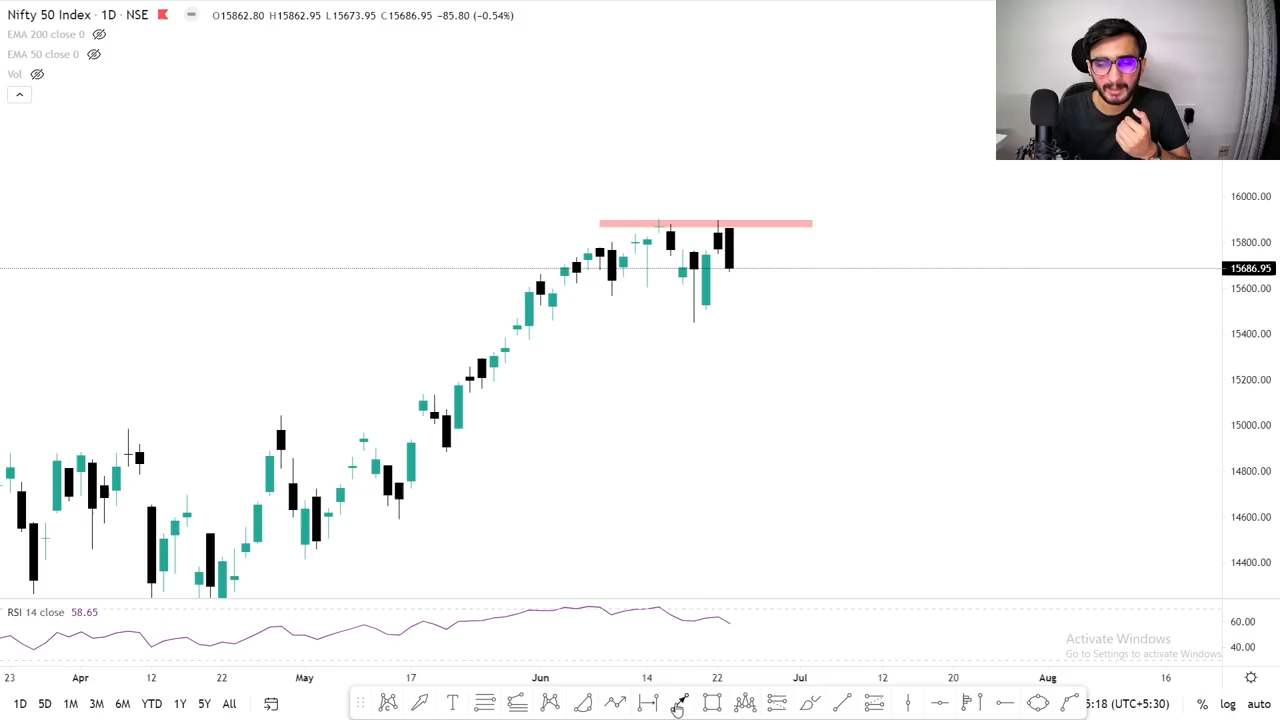 Nifty 50 Index · 1D · NSE O15862.80 H15862.95 L15673.95 C15686.95 -85.80 (-0.54%)
EMA 200 close 0
EMA 50 close 0
Vol
16000.00
15800.00
15686.95
15600.00
15400.00
15200.00
15000.00
14800.00
14600.00
14400.00
RSI 14 close 58.65
60.00
40.00
Activate Windows
Go to Settings to activate Windows.
23 Apr 12 22 May 17 Jun 14 22 Jul 12 20 Aug 16
1D 5D 1M 3M 6M YTD 1Y 5Y All 5:18 (UTC+5:30) % log auto